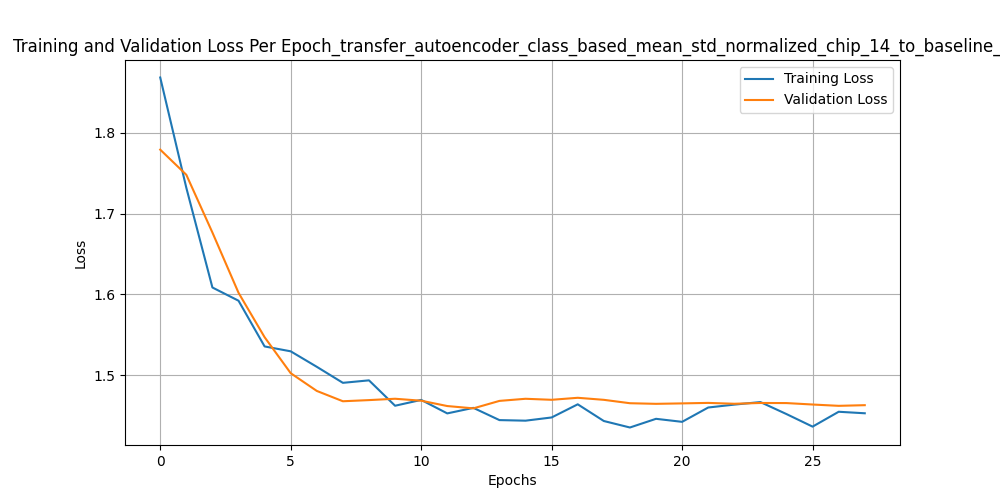 Training and Validation Loss Per Epoch_transfer_autoencoder_class_based_mean_std_normalized_chip_14_to_baseline_
Training Loss
Validation Loss
1.8
1.7
1.6
1.5
Loss
0 5 10 15 20 25
Epochs